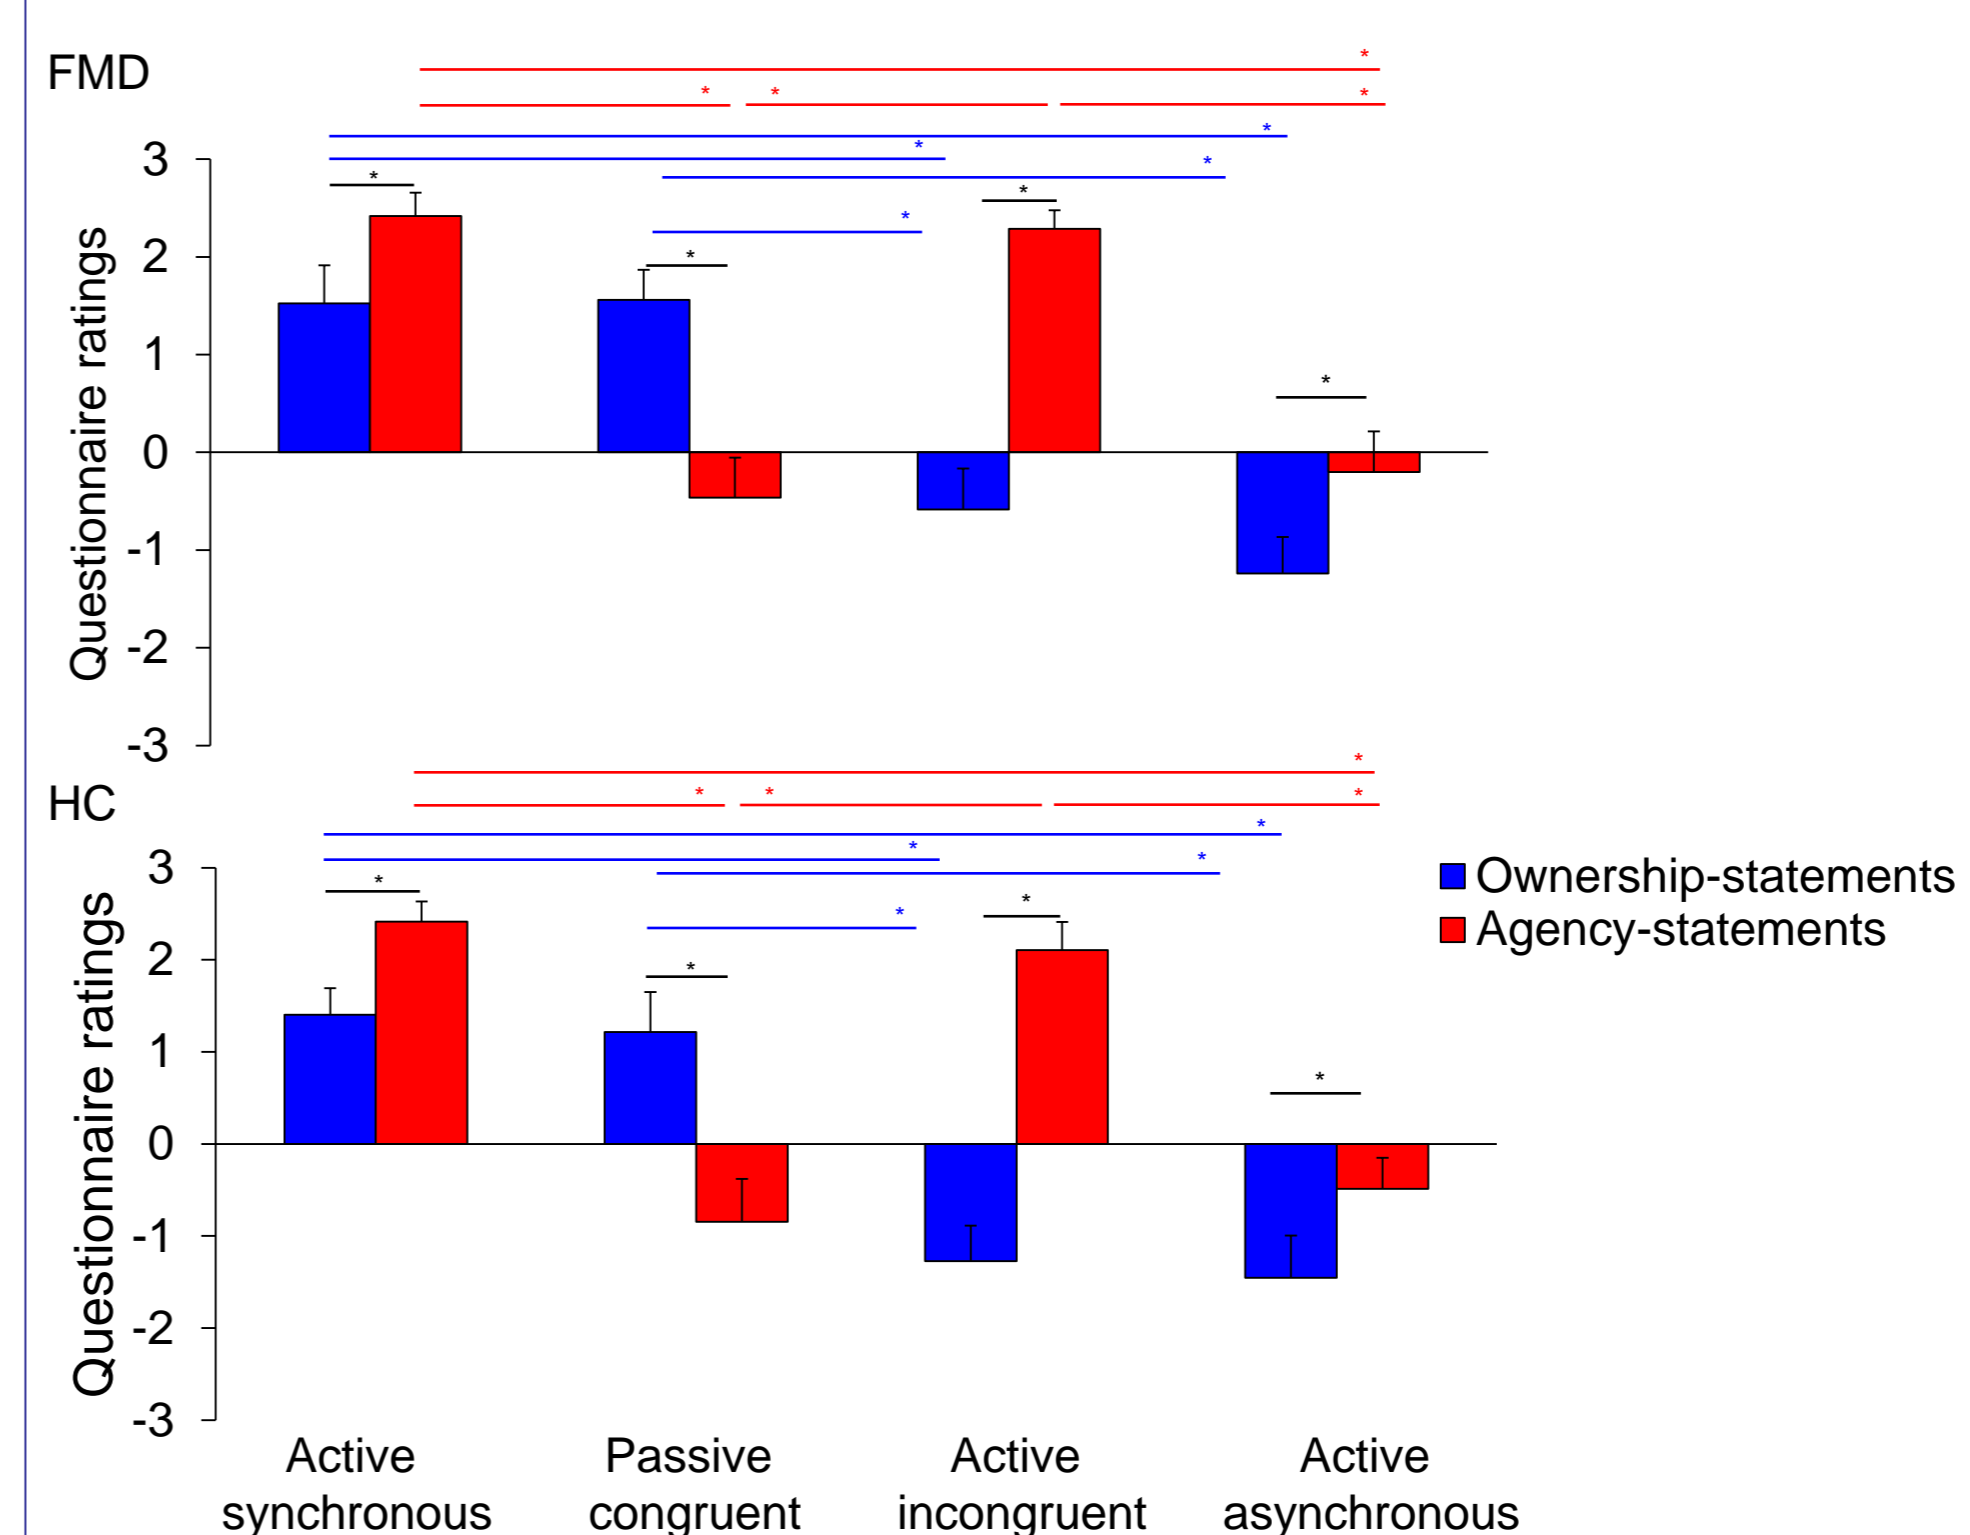 FMD
* 
* * *
*
* *
* *
* *
*
3
2
1
0
-1
-2
-3
Questionnaire ratings
HC
*
* * *
*
* *
* *
* *
*
3
2
1
0
-1
-2
-3
Questionnaire ratings
Ownership-statements
Agency-statements
Active
synchronous
Passive
congruent
Active
incongruent
Active
asynchronous